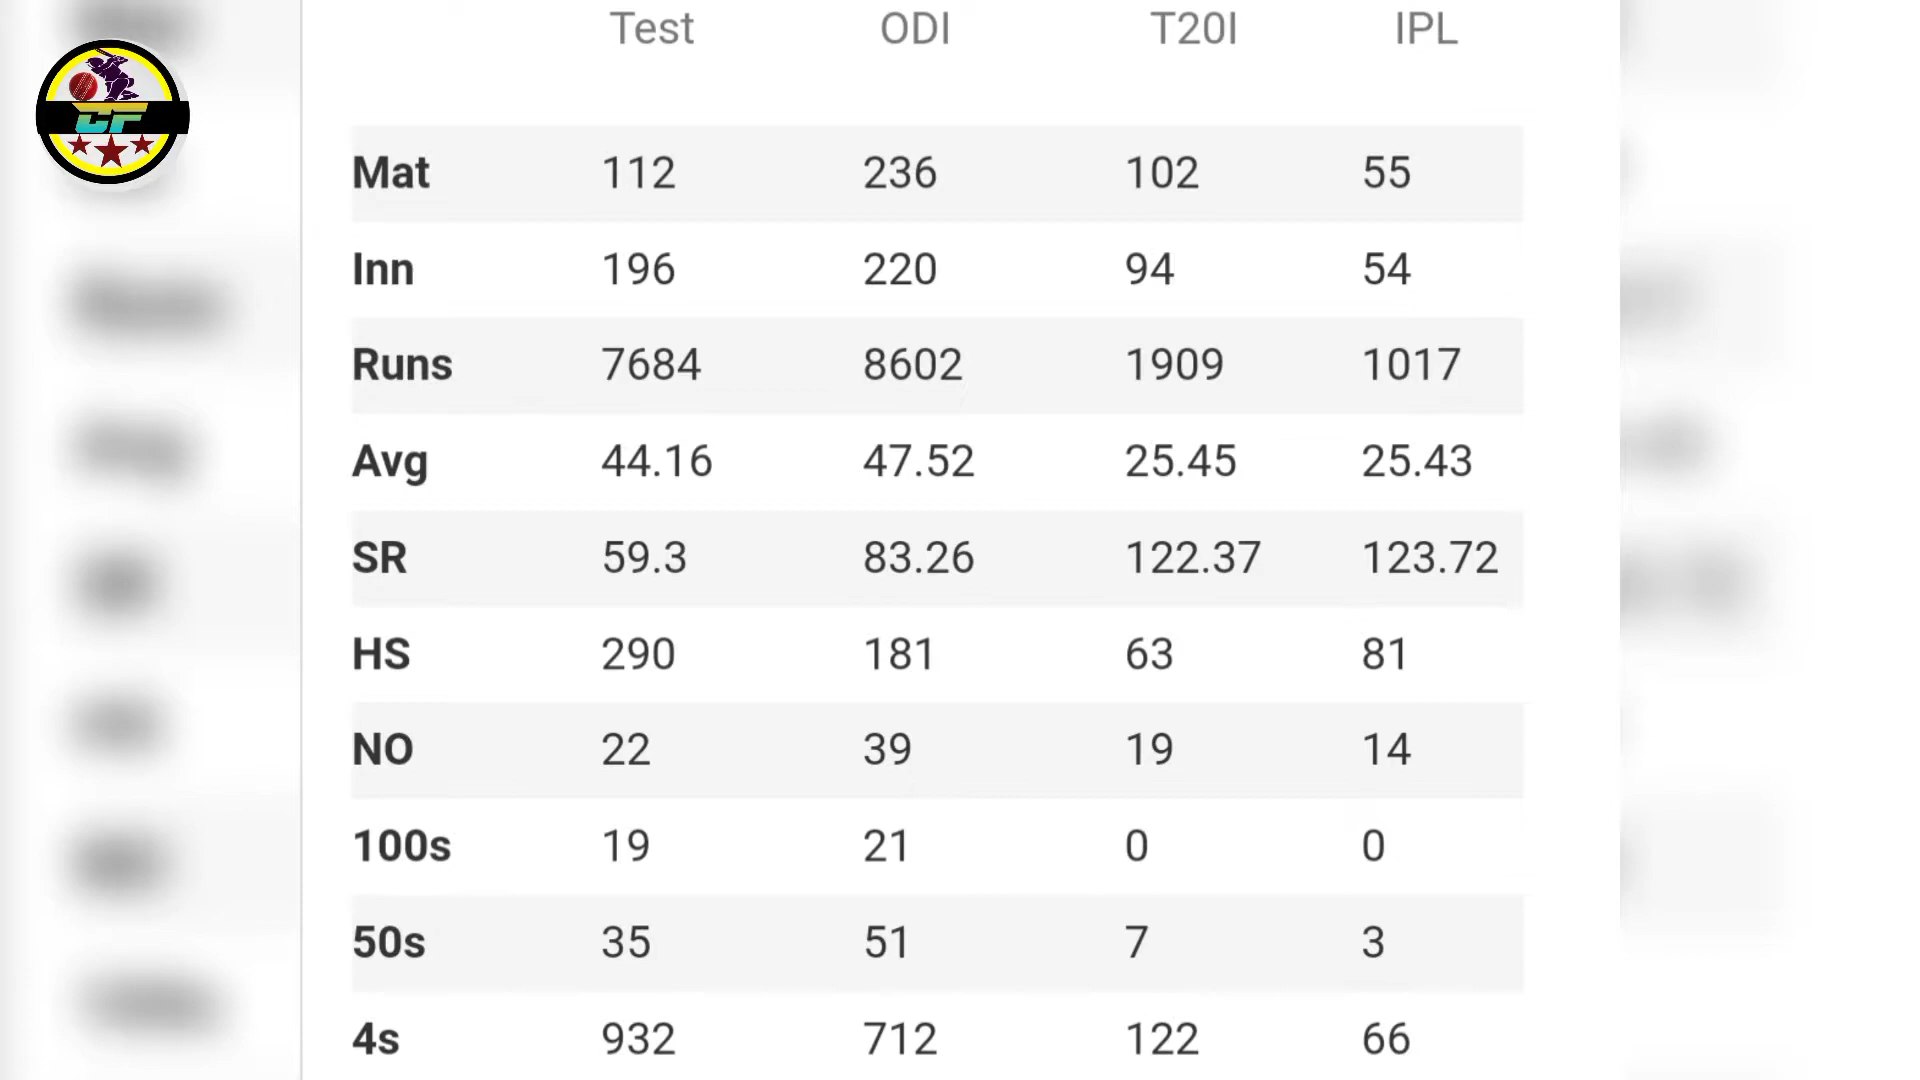 Test ODI T20I IPL
CF
Mat 112 236 102 55
Inn 196 220 94 54
Runs 7684 8602 1909 1017
Avg 44.16 47.52 25.45 25.43
SR 59.3 83.26 122.37 123.72
HS 290 181 63 81
NO 22 39 19 14
100s 19 21 0 0
50s 35 51 7 3
4s 932 712 122 66